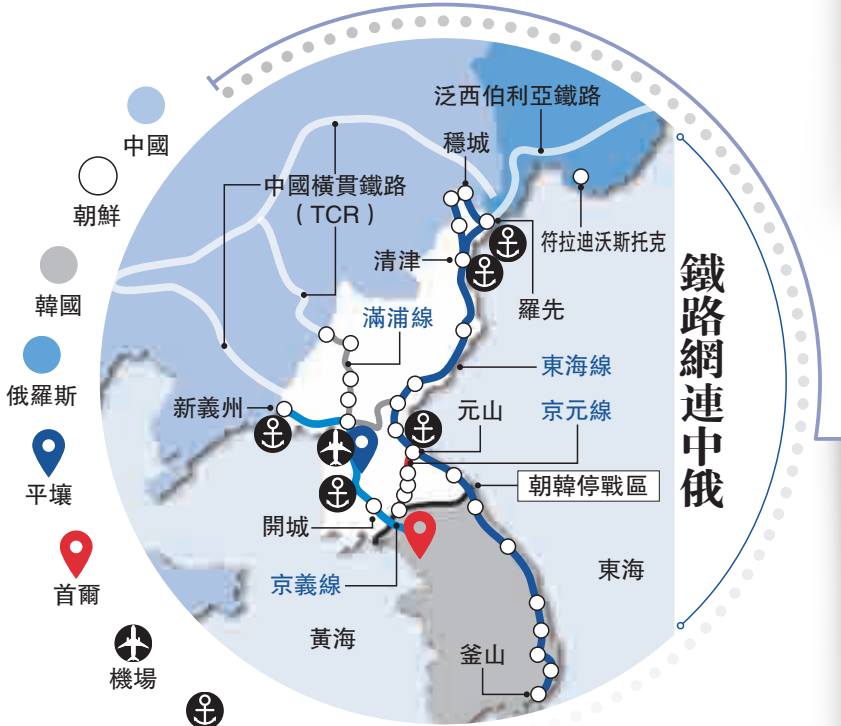 鐵路網連中俄
中國
朝鮮
韓國
俄羅斯
平壤
首爾
機場
泛西伯利亞鐵路
穩城
中國橫貫鐵路
（TCR）
符拉迪沃斯托克
清津
羅先
滿浦線
東海線
新義州
元山
京元線
朝韓停戰區
開城
京義線
東海
黃海
釜山